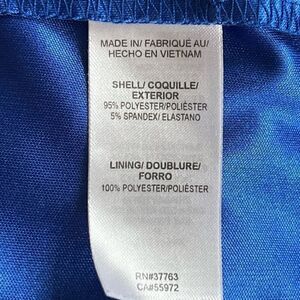 MADE IN/ FABRIQUÉ AU/
HECHO EN VIETNAM
SHELL/ COQUILLE/
EXTERIOR
95% POLYESTER/POLIÉSTER
5% SPANDEX/ ELASTANO
LINING/ DOUBLURE/
FORRO
100% POLYESTER/POLIÉSTER
RN#37763
CA#55972